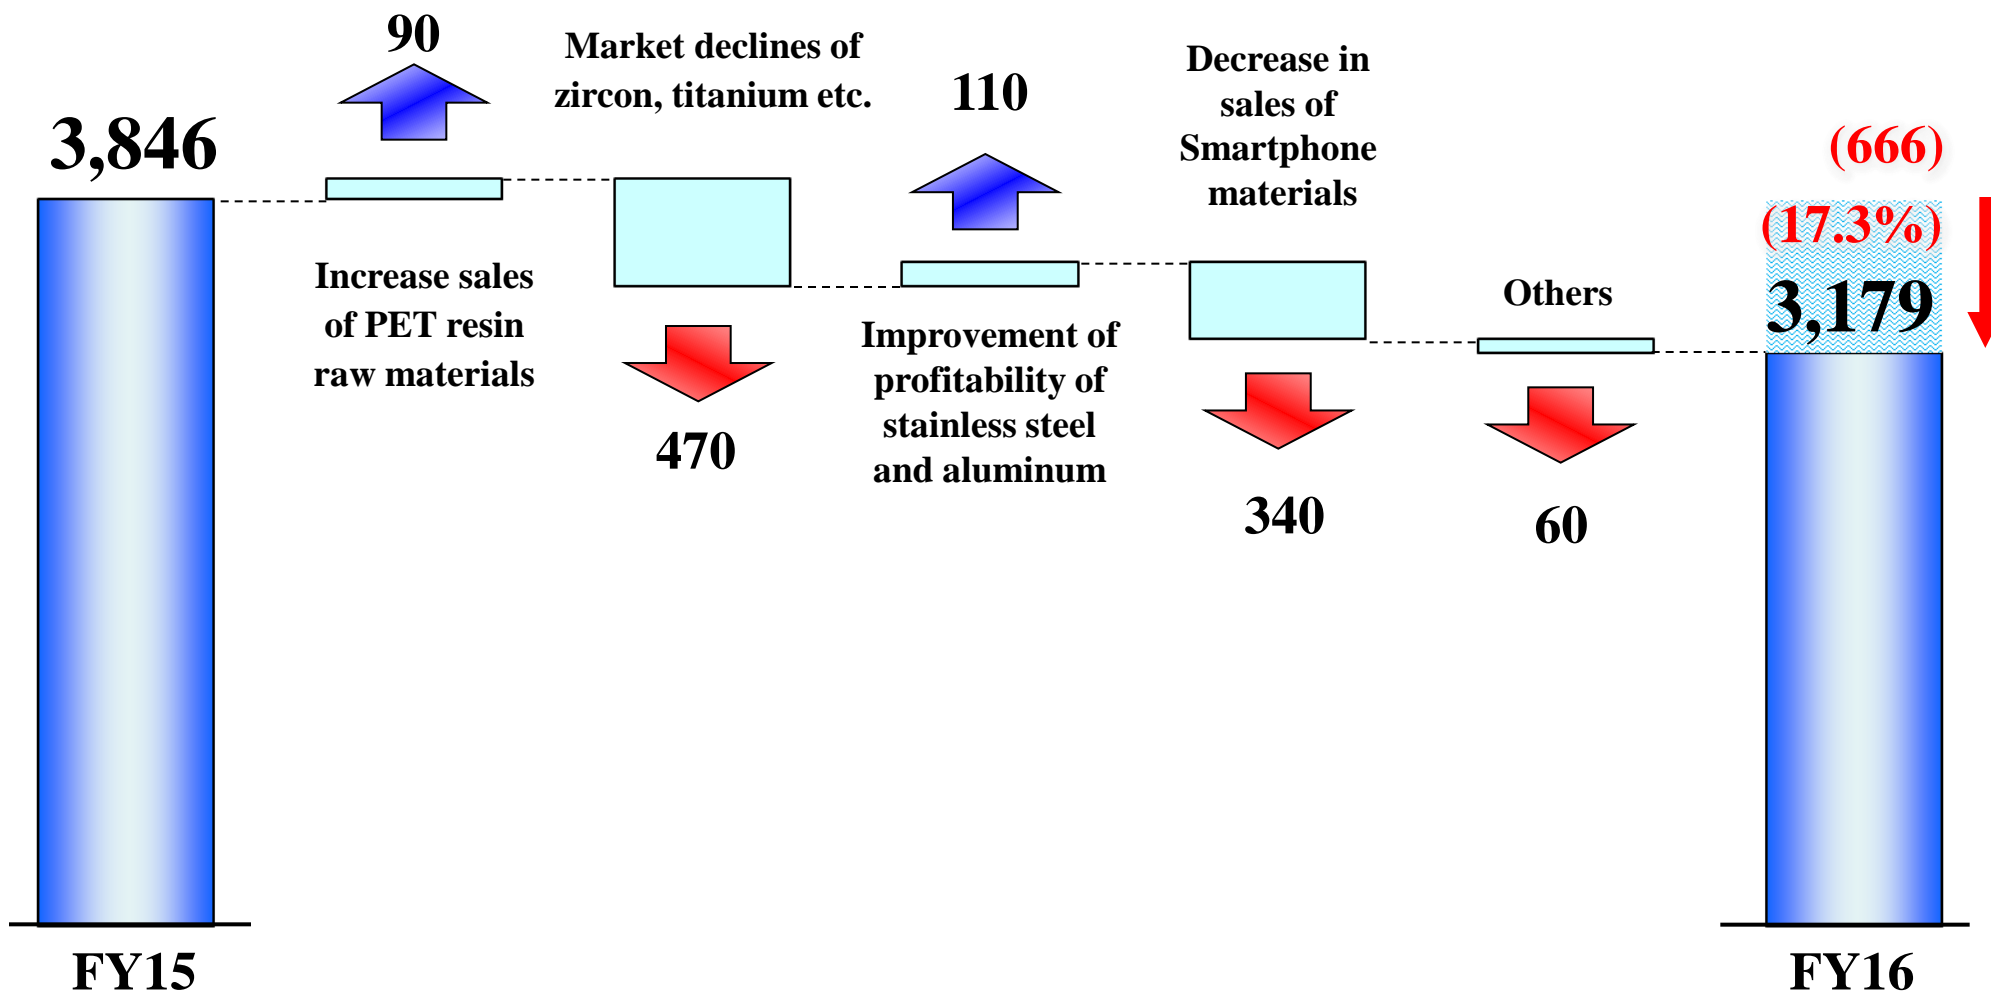 3,846
FY15
90
Increase sales
of PET resin
raw materials
Market declines of
zircon, titanium etc.
470
110
Improvement of
profitability of
stainless steel
and aluminum
Decrease in
sales of
Smartphone
materials
340
Others
60
(666)
(17.3%)
3,179
FY16